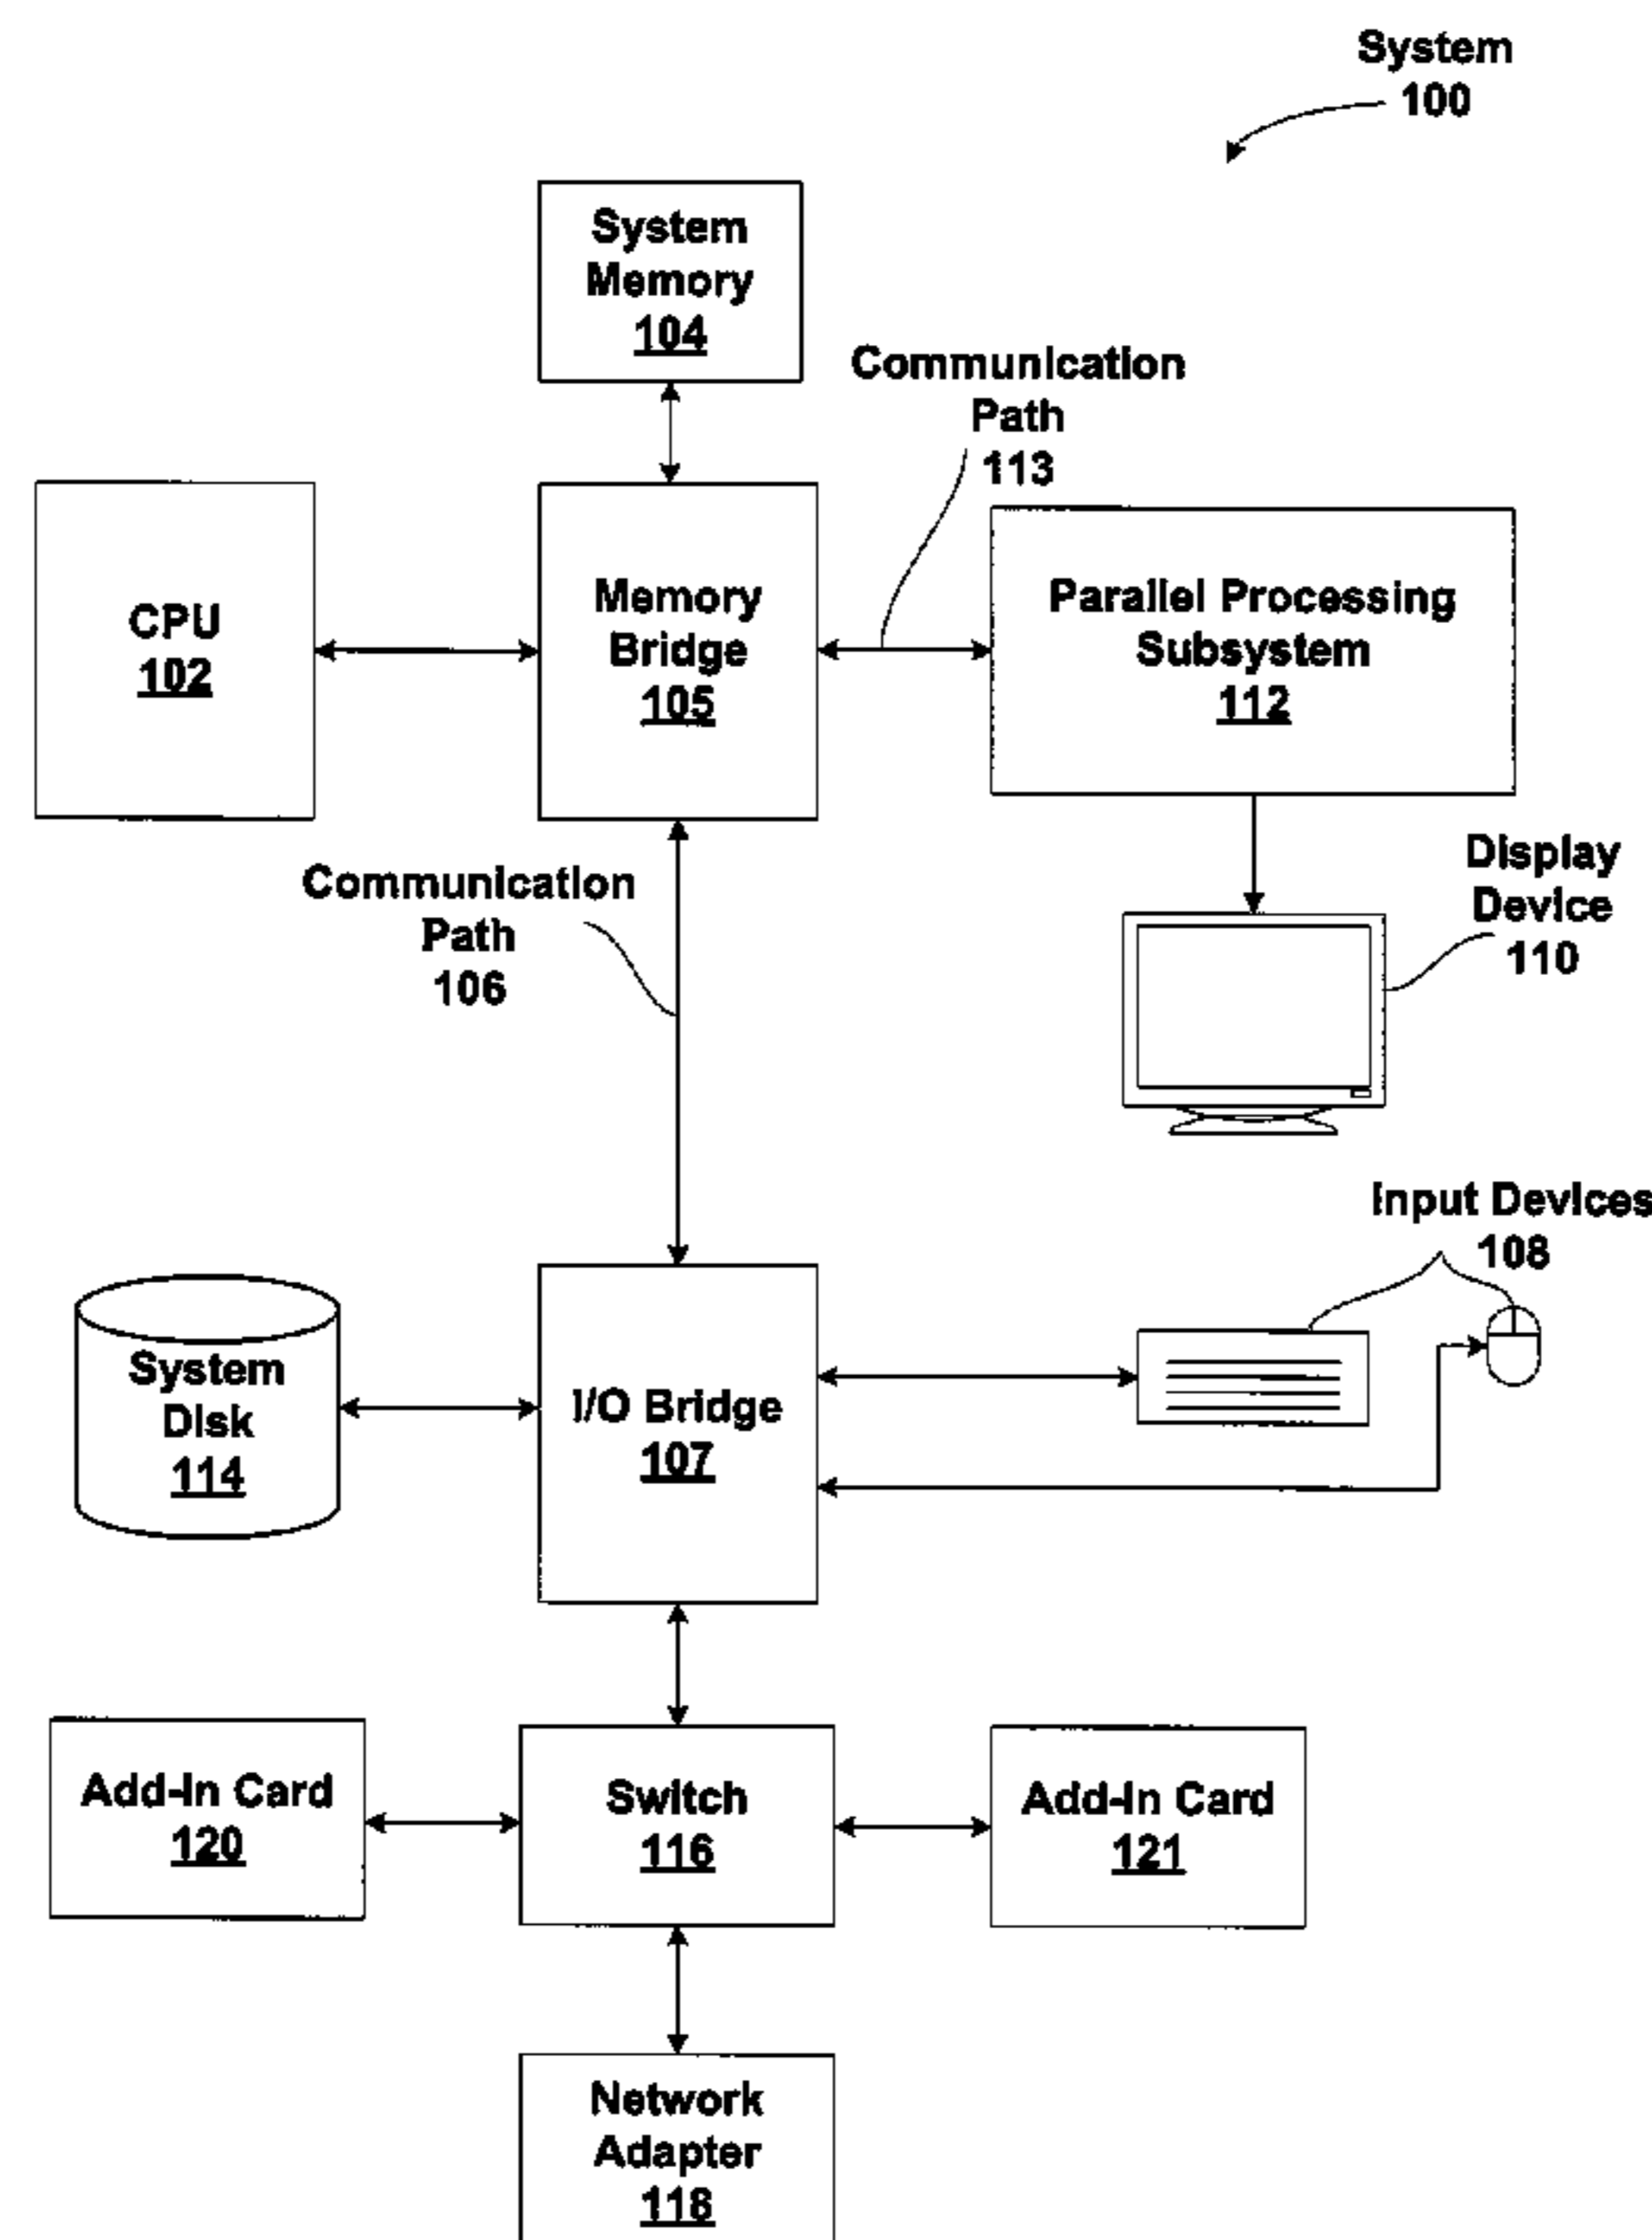 System
100
System
Memory
104
Communication
Path
113
CPU
102
Memory
Bridge
105
Parallel Processing
Subsystem
112
Communication
Path
106
Display
Device
110
Input Devices
108
System
Disk
114
I/O Bridge
107
Add-In Card
120
Switch
116
Add-In Card
121
Network
Adapter
118